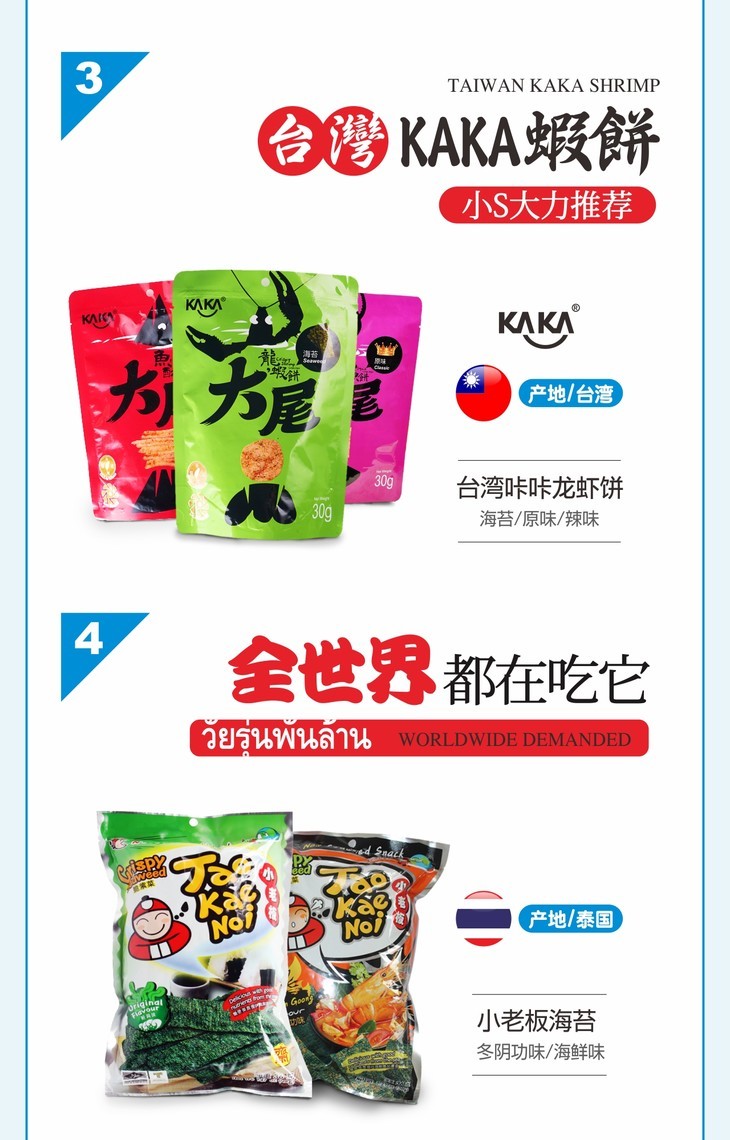 3
TAIWAN KAKA SHRIMP
台灣KAKA蝦餅
小S大力推荐
KAKA®
KAKA®
大尾
龍蝦餅
海苔
Seaweed
30g
原味
Classic
30g
KAKA®
产地/台湾
台湾咔咔龙虾饼
海苔/原味/辣味
4
全世界都在吃它
วัยรุ่นพันล้าน WORLDWIDE DEMANDED
Crispy
Seaweed
Tao
Kae
Noi
小老板
Original
Flavour
Tao
Kae
Noi
小老板
产地/泰国
小老板海苔
冬阴功味/海鲜味